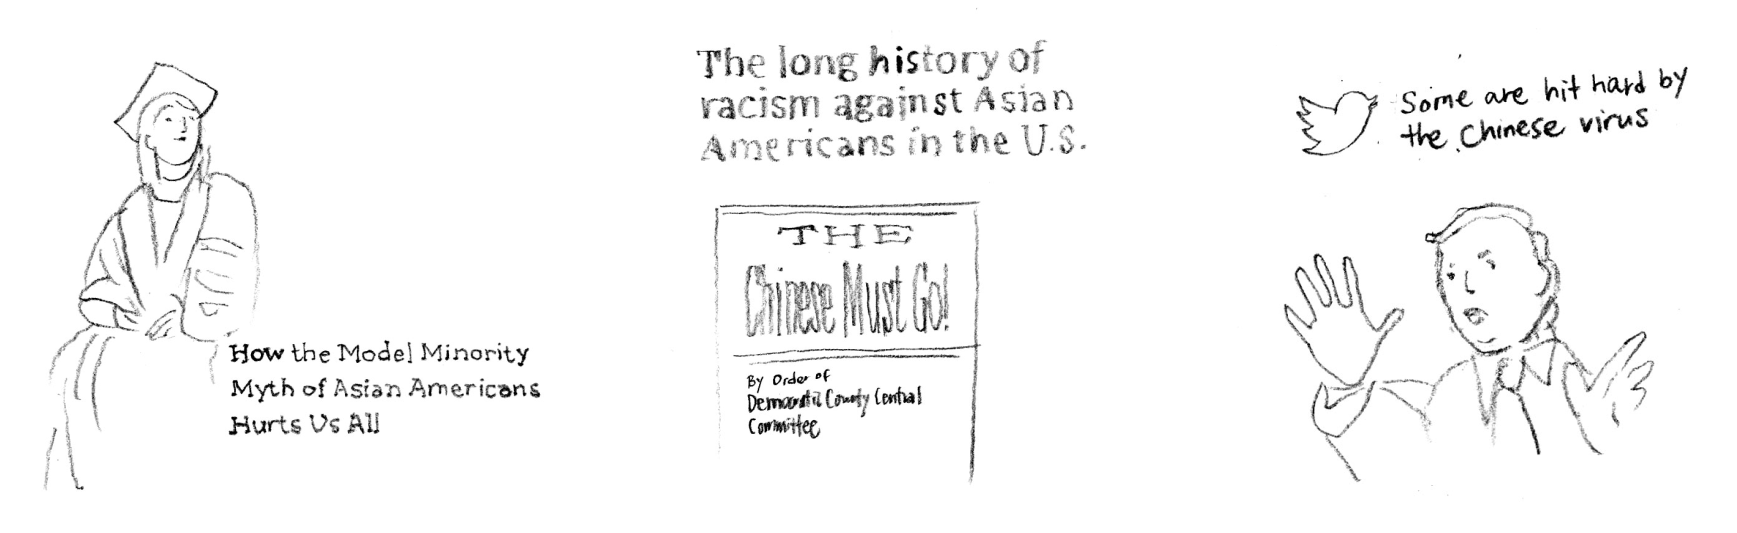 How the Model Minority
Myth of Asian Americans
Hurts Us All
The long history of
racism against Asian
Americans in the U.S.
THE
Chinese Must Go!
By Order of
Democratic County Central
Committee
Some are hit hard by
the Chinese virus